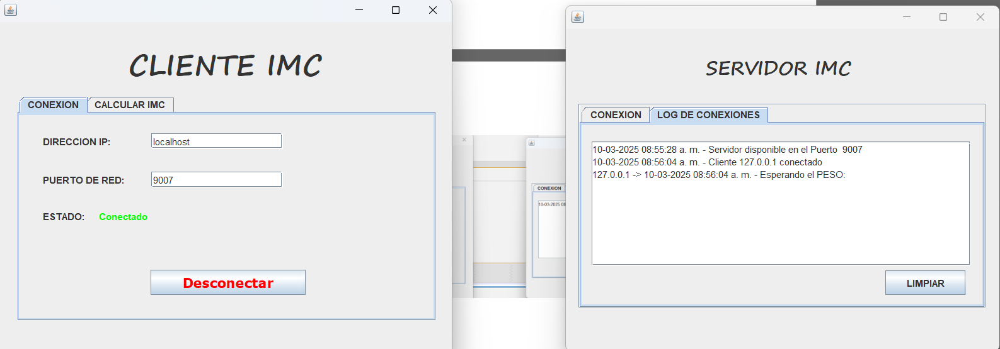 CLIENTE IMC
CONEXION
CALCULAR IMC
DIRECCION IP:
localhost
PUERTO DE RED:
9007
ESTADO:
Conectado
Desconectar
CONEXION
10-03-2025 08
SERVIDOR IMC
CONEXION
LOG DE CONEXIONES
10-03-2025 08:55:28 a. m. - Servidor disponible en el Puerto  9007
10-03-2025 08:56:04 a. m. - Cliente 127.0.0.1 conectado
127.0.0.1 -> 10-03-2025 08:56:04 a. m. - Esperando el PESO:
LIMPIAR